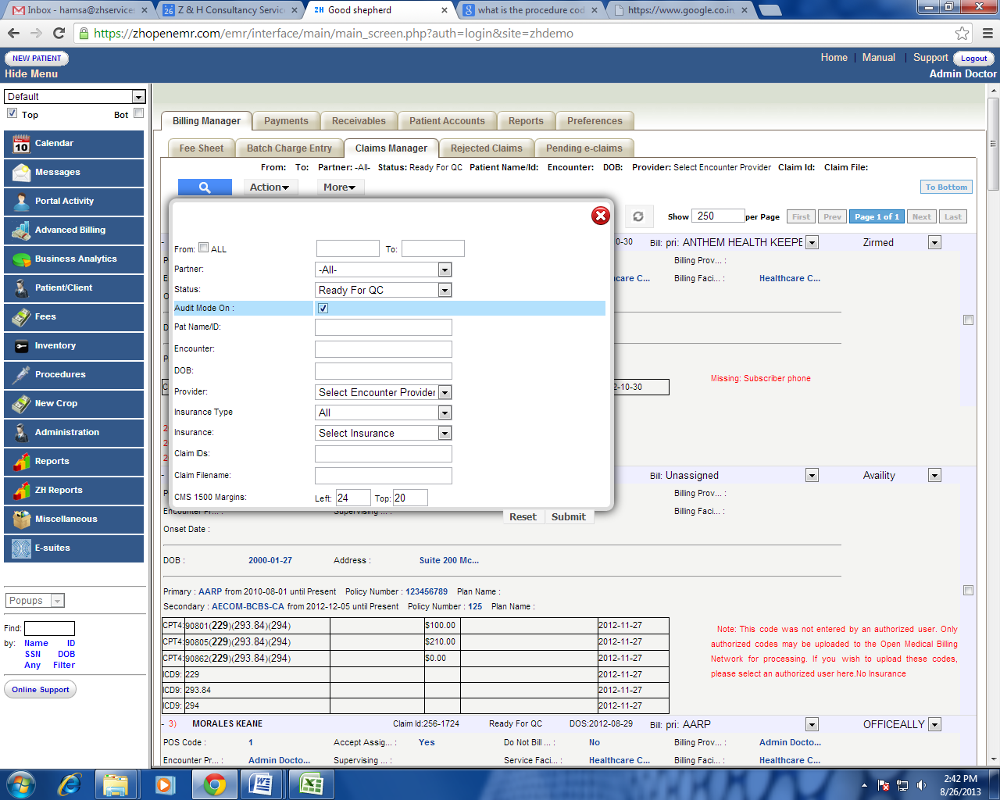 Inbox - hamsa@zhservices
Z & H Consultancy Servic
Good shepherd
what is the procedure cod
https://www.google.co.in
https://zhopenemr.com/emr/interface/main/main_screen.php?auth=login&site=zhdemo
NEW PATIENT
Home | Manual | Support Logout
Hide Menu
Admin Doctor
Default
Top Bot
Calendar
Messages
Portal Activity
Advanced Billing
Business Analytics
Patient/Client
Fees
Inventory
Procedures
New Crop
Administration
Reports
ZH Reports
Miscellaneous
E-suites
Popups
Find:
by: Name ID
SSN DOB
Any Filter
Online Support
Billing Manager Payments Receivables Patient Accounts Reports Preferences
Fee Sheet Batch Charge Entry Claims Manager Rejected Claims Pending e-claims
From: To: Partner: -All- Status: Ready For QC Patient Name/Id: Encounter: DOB: Provider: Select Encounter Provider Claim Id: Claim File:
Action More To Bottom
Show 250 per Page First Prev Page 1 of 1 Next Last
From: ALL To:
Partner: -All-
Status: Ready For QC
Audit Mode On :
Pat Name/ID:
Encounter:
DOB:
Provider: Select Encounter Provider
Insurance Type All
Insurance: Select Insurance
Claim IDs:
Claim Filename:
CMS 1500 Margins: Left: 24 Top: 20
Reset Submit
0-30 Bill: pri: ANTHEM HEALTH KEEPE Zirmed
Billing Prov... :
care C... Billing Faci... : Healthcare C...
2-10-30 Missing: Subscriber phone
Bill: Unassigned Availity
Billing Prov... :
Encounter Pr... : Supervising ... : Billing Faci... :
Onset Date :
DOB : 2000-01-27 Address : Suite 200 Mc...
Primary : AARP from 2010-08-01 until Present Policy Number : 123456789 Plan Name :
Secondary : AECOM-BCBS-CA from 2012-12-05 until Present Policy Number : 125 Plan Name :
CPT4: 90801(229)(293.84)(294) $100.00 2012-11-27
CPT4: 90805(229)(293.84)(294) $210.00 2012-11-27
CPT4: 90862(229)(293.84)(294) $0.00 2012-11-27
ICD9: 229 2012-11-27
ICD9: 293.84 2012-11-27
ICD9: 294 2012-11-27
Note: This code was not entered by an authorized user. Only
authorized codes may be uploaded to the Open Medical Billing
Network for processing. If you wish to upload these codes,
please select an authorized user here.No Insurance
- 3) MORALES KEANE Claim Id:256-1724 Ready For QC DOS:2012-08-29 Bill: pri: AARP OFFICEALLY
POS Code : 1 Accept Assig... : Yes Do Not Bill ... : No Billing Prov... : Admin Docto...
Encounter Pr... : Admin Docto... Supervising ... : Service Faci... : Healthcare C... Billing Faci... : Healthcare C...
2:42 PM
8/26/2013